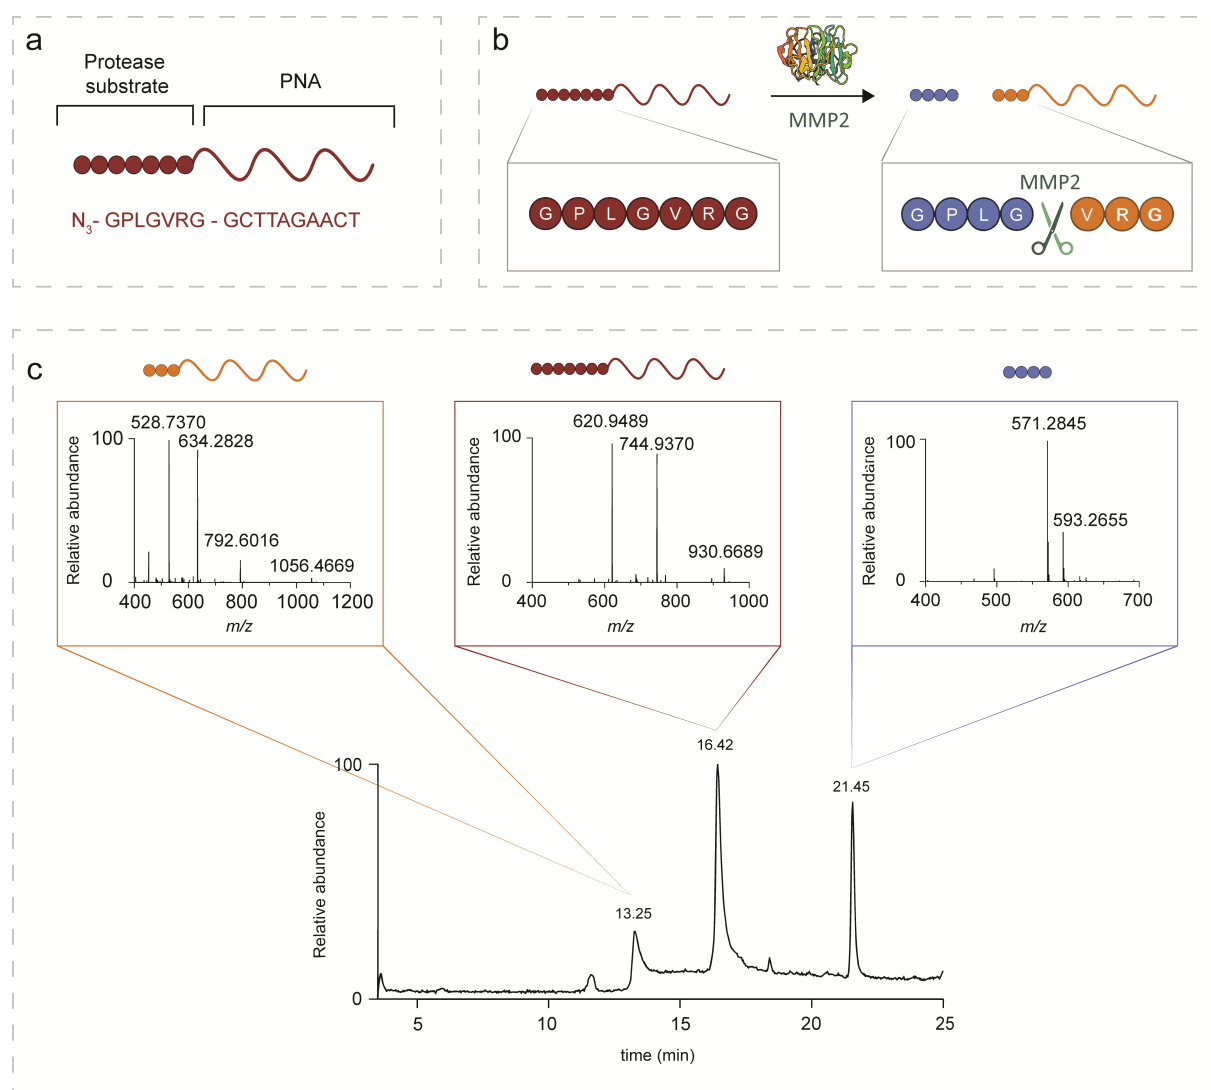 a
Protease
substrate
PNA
N3- GPLGVRG - GCTTAGAACT
b
MMP2
G P L G V R G
MMP2
G P L G V R G
c
528.7370
634.2828
792.6016
1056.4669
100
0
Relative abundance
400 600 800 1000 1200
m/z
620.9489
744.9370
930.6689
100
0
Relative abundance
400 600 800 1000
m/z
571.2845
593.2655
100
0
Relative abundance
400 500 600 700
m/z
16.42
21.45
13.25
100
0
Relative abundance
5 10 15 20 25
time (min)